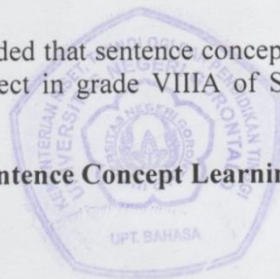 ded that sentence concep
ect in grade VIIIA of S
ntence Concept Learnin
UPT. BAHASA